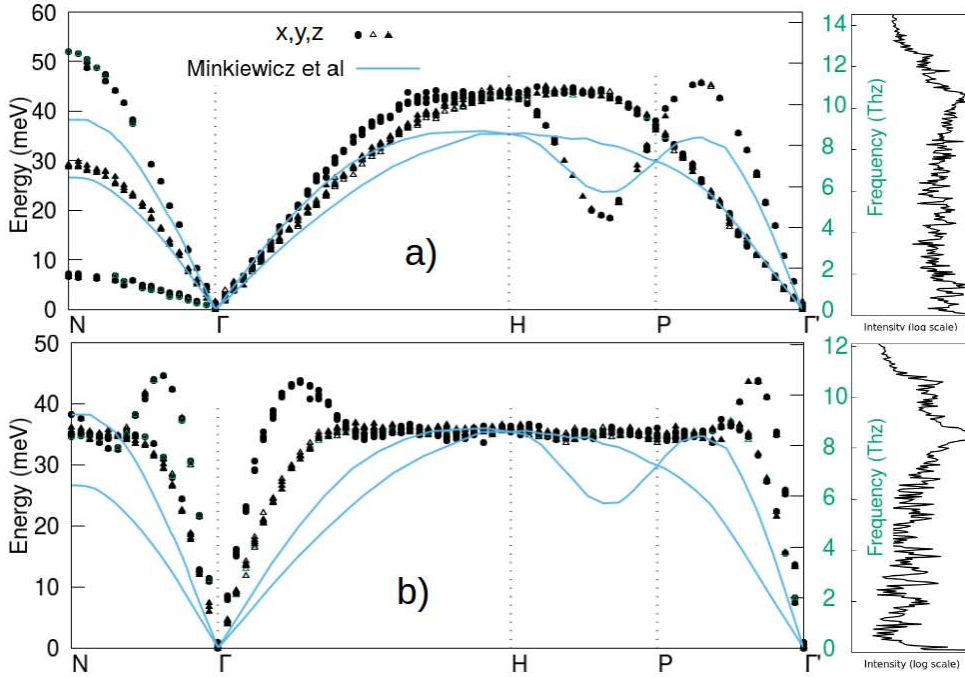 60
50
40
30
20
10
0
Energy (meV)
x,y,z
Minkiewicz et al
a)
N Γ H P Γ'
14
12
10
8
6
4
2
0
Frequency (Thz)
Intensity (log scale)
50
40
30
20
10
0
Energy (meV)
b)
N Γ H P Γ'
12
10
8
6
4
2
0
Frequency (Thz)
Intensity (log scale)